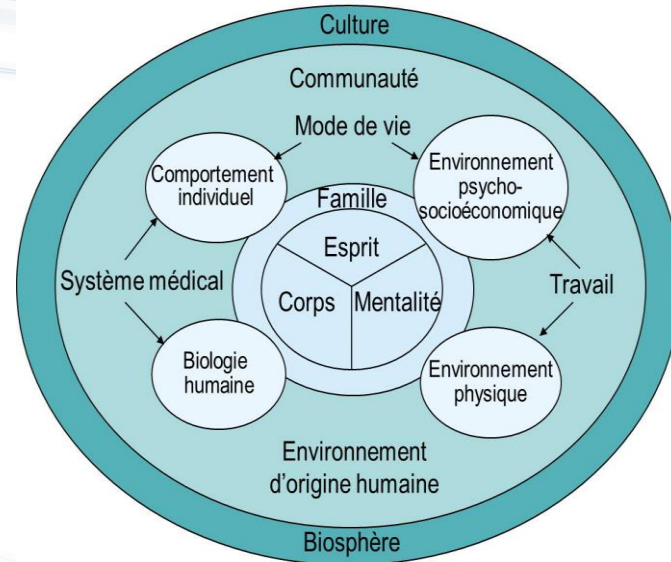 Culture
Communauté
Mode de vie
Comportement
individuel
Environnement
psycho-
socioéconomique
Famille
Esprit
Système médical
Corps
Mentalité
Travail
Biologie
humaine
Environnement
physique
Environnement
d'origine humaine
Biosphère